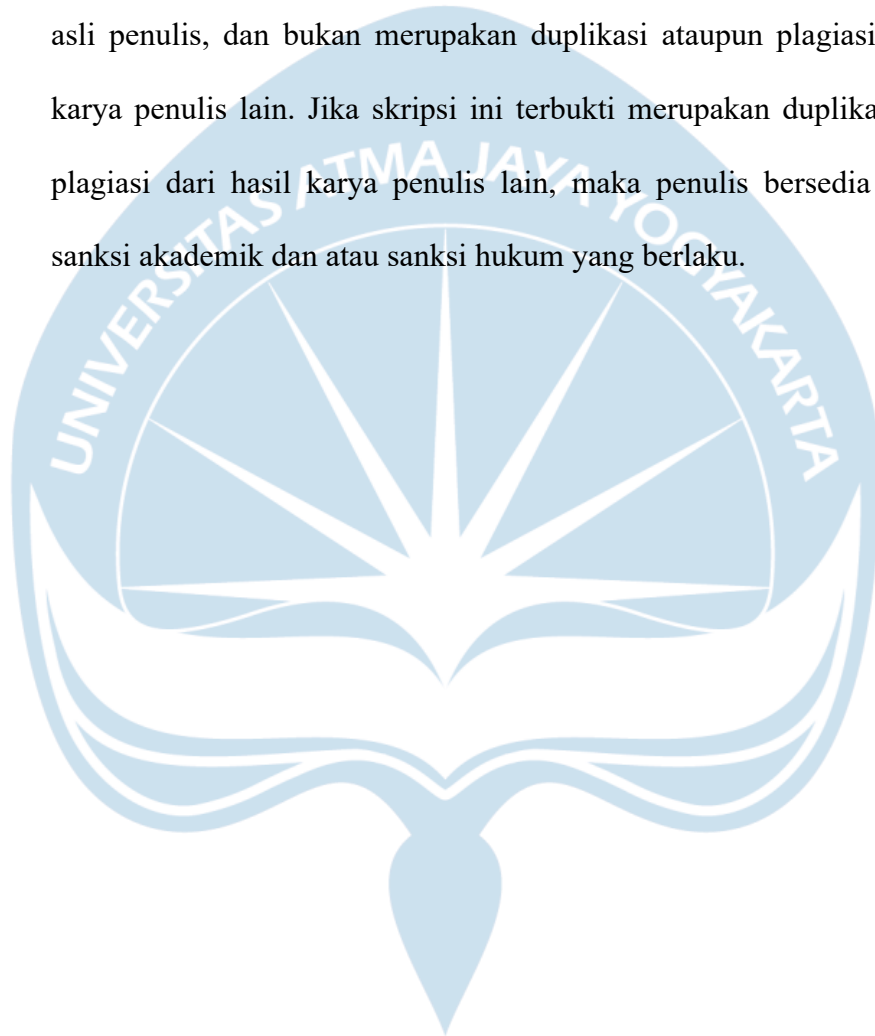 asli penulis, dan bukan merupakan duplikasi ataupun plagiasi
karya penulis lain. Jika skripsi ini terbukti merupakan duplika
plagiasi dari hasil karya penulis lain, maka penulis bersedia
sanksi akademik dan atau sanksi hukum yang berlaku.
UNIVERSITAS ATMA JAYA YOGYAKARTA